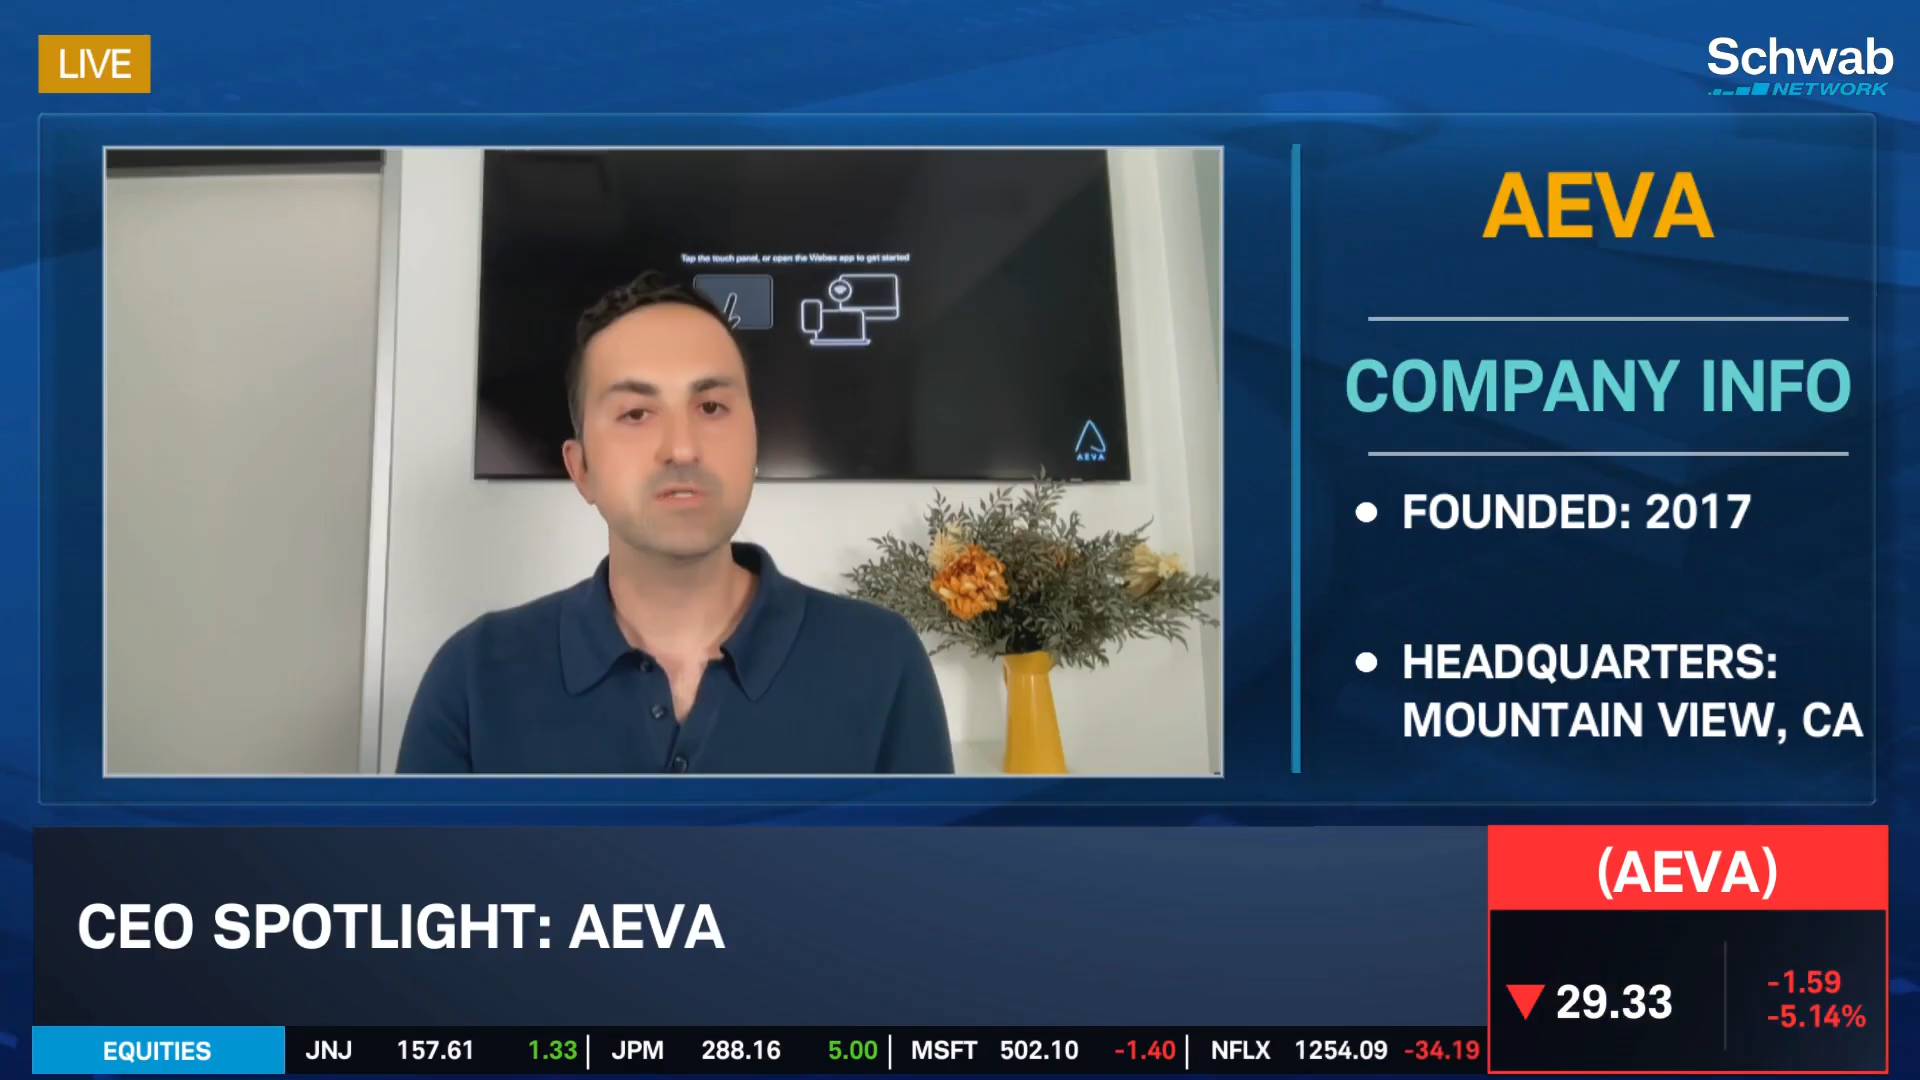 LIVE
Schwab
NETWORK
Tap the touch panel, or open the Webex app to get started
AEVA
AEVA
COMPANY INFO
• FOUNDED: 2017
• HEADQUARTERS:
MOUNTAIN VIEW, CA
CEO SPOTLIGHT: AEVA
(AEVA)
▼ 29.33
-1.59
-5.14%
EQUITIES
JNJ 157.61 1.33 | JPM 288.16 5.00 | MSFT 502.10 -1.40 | NFLX 1254.09 -34.19